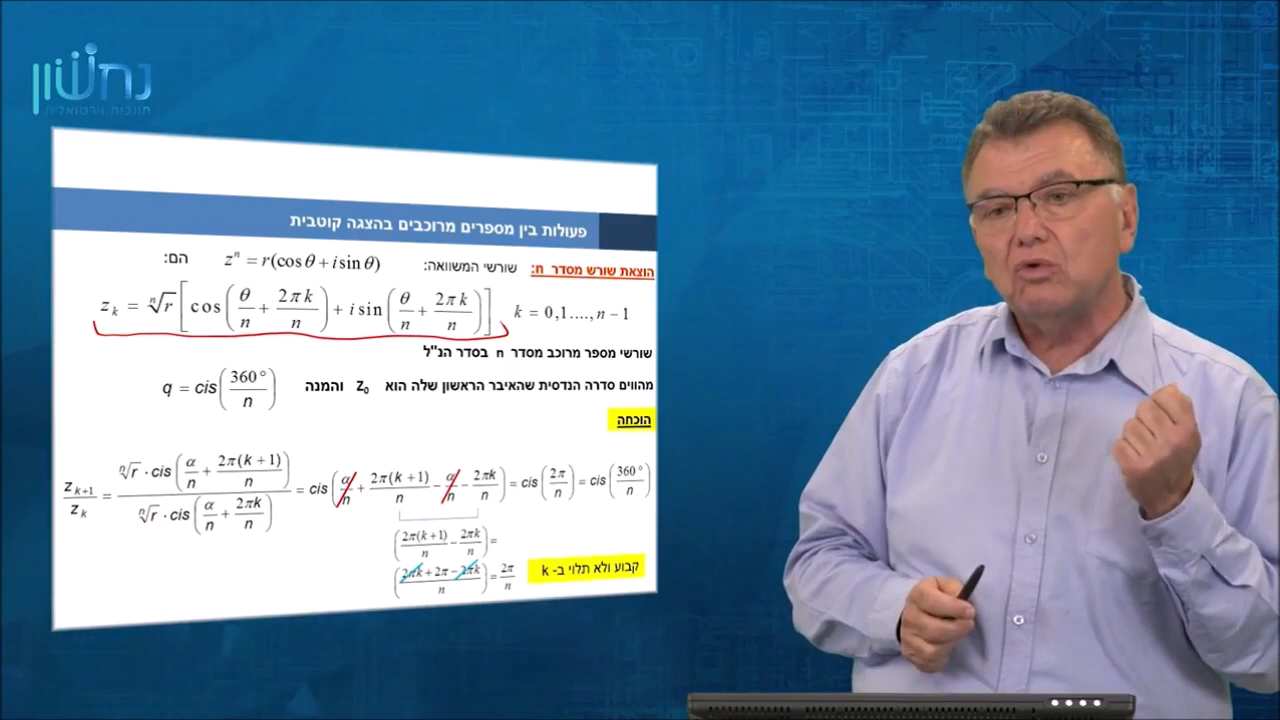 נחשון
חונכות וירטואלית
פעולות בין מספרים מרוכבים בהצגה קוטבית
הוצאת שורש מסדר n: שורשי המשוואה: zⁿ = r(cosθ + i sinθ) הם:
z_k = ⁿ√r [cos(θ/n + 2πk/n) + i sin(θ/n + 2πk/n)] k = 0,1....,n − 1
שורשי מספר מרוכב מסדר n בסדר הנ"ל
מהווים סדרה הנדסית שהאיבר הראשון שלה הוא Z₀ והמנה q = cis(360°/n)
הוכחה
z_{k+1}/z_k = ⁿ√r · cis(α/n + 2π(k+1)/n) / ⁿ√r · cis(α/n + 2πk/n) = cis(α/n + 2π(k+1)/n − α/n − 2πk/n) = cis(2π/n) = cis(360°/n)
(2π(k+1)/n − 2πk/n) =
((2πk + 2π − 2πk)/n) = 2π/n
קבוע ולא תלוי ב- k